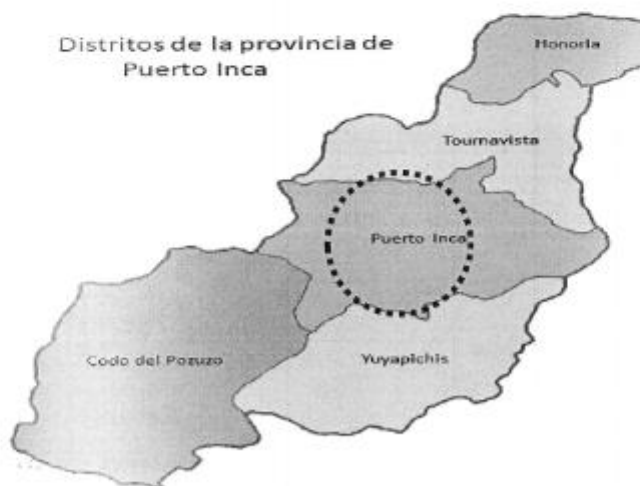 Distritos de la provincia de
Puerto Inca
Honoria
Tournavista
Puerto Inca
Codo del Pozuzo
Yuyapichis